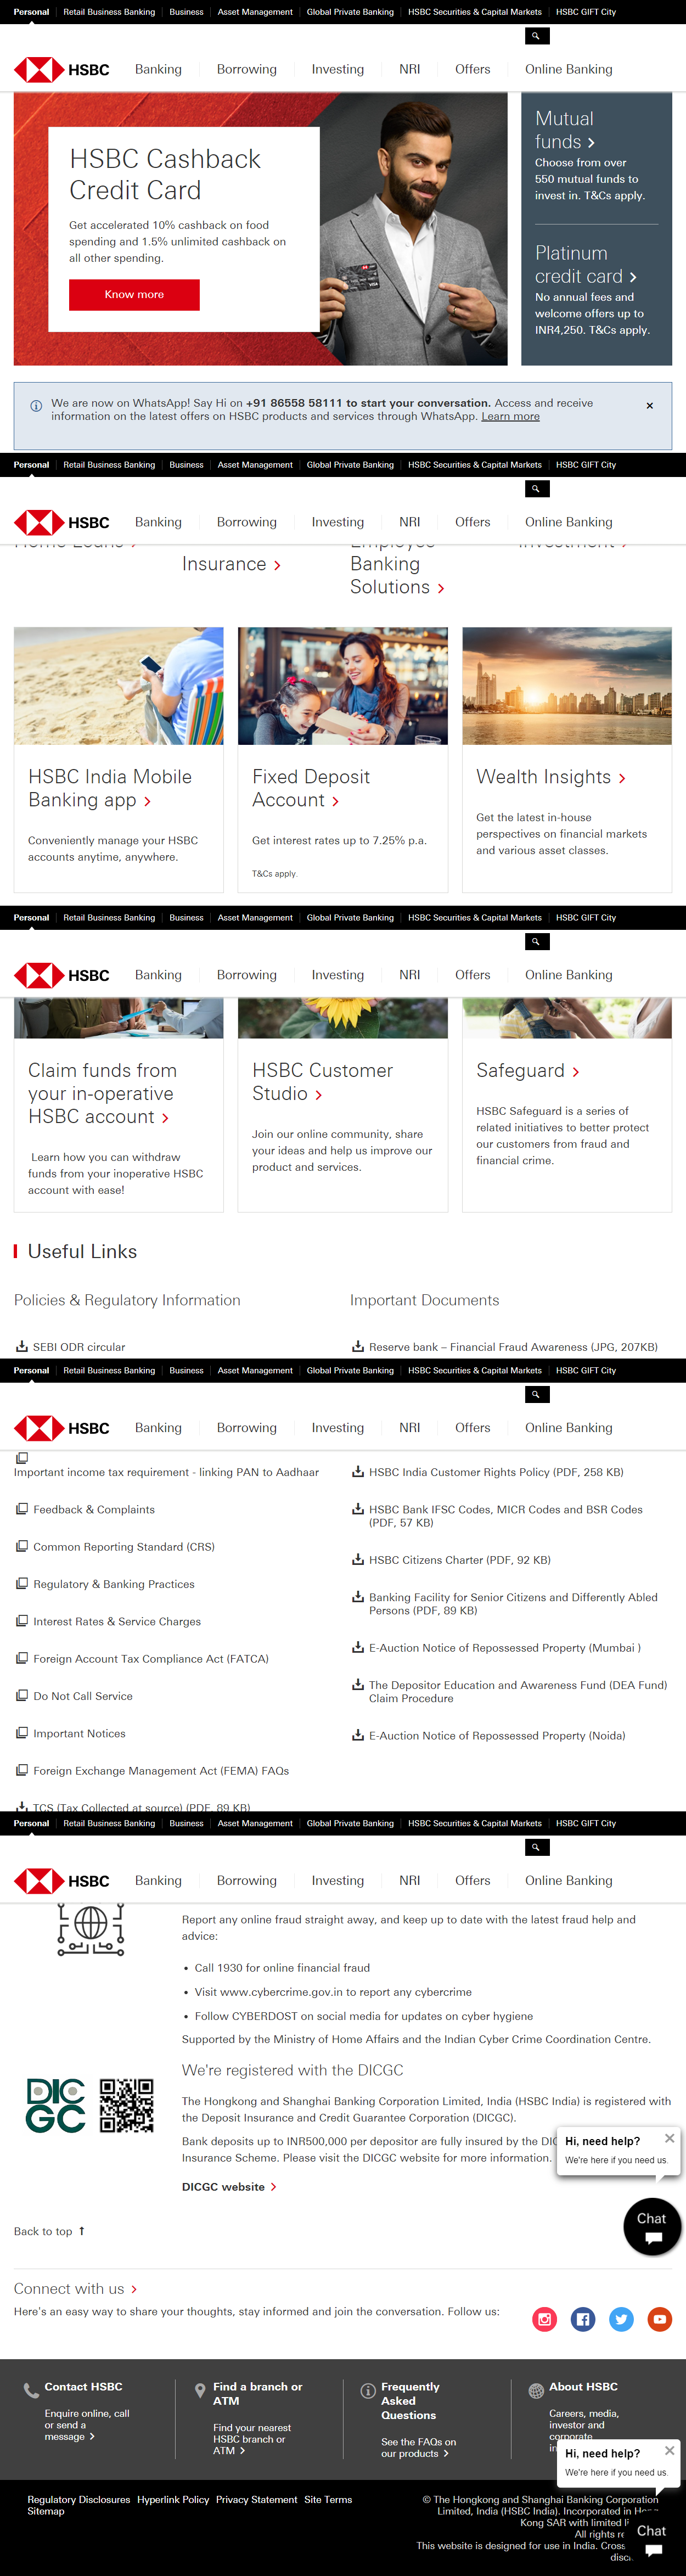 Personal Retail Business Banking Business Asset Management Global Private Banking HSBC Securities & Capital Markets HSBC GIFT City
HSBC Banking Borrowing Investing NRI Offers Online Banking
HSBC Cashback
Credit Card
Get accelerated 10% cashback on food
spending and 1.5% unlimited cashback on
all other spending.
Know more
VISA
Mutual
funds
Choose from over
550 mutual funds to
invest in. T&Cs apply.
Platinum
credit card
No annual fees and
welcome offers up to
INR4,250. T&Cs apply.
We are now on WhatsApp! Say Hi on +91 86558 58111 to start your conversation. Access and receive
information on the latest offers on HSBC products and services through WhatsApp. Learn more
Personal Retail Business Banking Business Asset Management Global Private Banking HSBC Securities & Capital Markets HSBC GIFT City
HSBC Banking Borrowing Investing NRI Offers Online Banking
Home Loans
Insurance
Employee
Banking
Solutions
Investment
HSBC India Mobile
Banking app
Conveniently manage your HSBC
accounts anytime, anywhere.
Fixed Deposit
Account
Get interest rates up to 7.25% p.a.
T&Cs apply.
Wealth Insights
Get the latest in-house
perspectives on financial markets
and various asset classes.
Personal Retail Business Banking Business Asset Management Global Private Banking HSBC Securities & Capital Markets HSBC GIFT City
HSBC Banking Borrowing Investing NRI Offers Online Banking
Claim funds from
your in-operative
HSBC account
Learn how you can withdraw
funds from your inoperative HSBC
account with ease!
HSBC Customer
Studio
Join our online community, share
your ideas and help us improve our
product and services.
Safeguard
HSBC Safeguard is a series of
related initiatives to better protect
our customers from fraud and
financial crime.
Useful Links
Policies & Regulatory Information
SEBI ODR circular
Important Documents
Reserve bank – Financial Fraud Awareness (JPG, 207KB)
Personal Retail Business Banking Business Asset Management Global Private Banking HSBC Securities & Capital Markets HSBC GIFT City
HSBC Banking Borrowing Investing NRI Offers Online Banking
Important income tax requirement - linking PAN to Aadhaar
Feedback & Complaints
Common Reporting Standard (CRS)
Regulatory & Banking Practices
Interest Rates & Service Charges
Foreign Account Tax Compliance Act (FATCA)
Do Not Call Service
Important Notices
Foreign Exchange Management Act (FEMA) FAQs
TCS (Tax Collected at source) (PDF, 89 KB)
HSBC India Customer Rights Policy (PDF, 258 KB)
HSBC Bank IFSC Codes, MICR Codes and BSR Codes
(PDF, 57 KB)
HSBC Citizens Charter (PDF, 92 KB)
Banking Facility for Senior Citizens and Differently Abled
Persons (PDF, 89 KB)
E-Auction Notice of Repossessed Property (Mumbai )
The Depositor Education and Awareness Fund (DEA Fund)
Claim Procedure
E-Auction Notice of Repossessed Property (Noida)
Personal Retail Business Banking Business Asset Management Global Private Banking HSBC Securities & Capital Markets HSBC GIFT City
HSBC Banking Borrowing Investing NRI Offers Online Banking
Report any online fraud straight away, and keep up to date with the latest fraud help and
advice:
• Call 1930 for online financial fraud
• Visit www.cybercrime.gov.in to report any cybercrime
• Follow CYBERDOST on social media for updates on cyber hygiene
Supported by the Ministry of Home Affairs and the Indian Cyber Crime Coordination Centre.
DICGC
We're registered with the DICGC
The Hongkong and Shanghai Banking Corporation Limited, India (HSBC India) is registered with
the Deposit Insurance and Credit Guarantee Corporation (DICGC).
Bank deposits up to INR500,000 per depositor are fully insured by the
Insurance Scheme. Please visit the DICGC website for more information.
DICGC website
Hi, need help?
We're here if you need us.
Chat
Back to top
Connect with us
Here's an easy way to share your thoughts, stay informed and join the conversation. Follow us:
Contact HSBC
Enquire online, call
or send a
message
Find a branch or
ATM
Find your nearest
HSBC branch or
ATM
Frequently
Asked
Questions
See the FAQs on
our products
About HSBC
Careers, media,
investor and
corporate
Hi, need help?
We're here if you need us.
Chat
Regulatory Disclosures Hyperlink Policy Privacy Statement Site Terms
Sitemap
© The Hongkong and Shanghai Banking Corporation
Limited, India (HSBC India). Incorporated in Hong
Kong SAR with limited
All rights
This website is designed for use in India. Cross